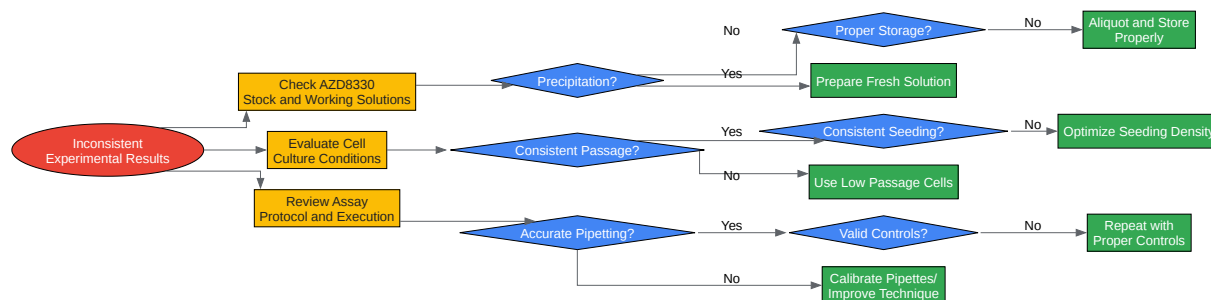 No
Proper Storage?
No
Aliquot and Store
Properly
Check AZD8330
Stock and Working Solutions
Precipitation?
Yes
Prepare Fresh Solution
Inconsistent
Experimental Results
Evaluate Cell
Culture Conditions
Consistent Passage?
Yes
Consistent Seeding?
No
Optimize Seeding Density
No
Use Low Passage Cells
Review Assay
Protocol and Execution
Accurate Pipetting?
Yes
Valid Controls?
No
Repeat with
Proper Controls
No
Calibrate Pipettes/
Improve Technique